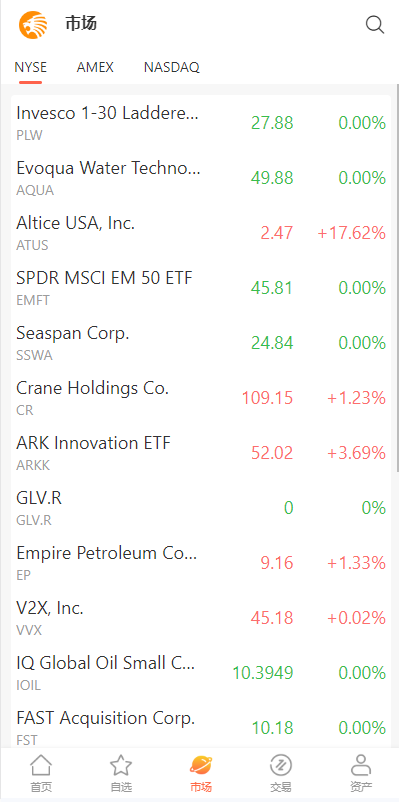 市场
NYSE AMEX NASDAQ
Invesco 1-30 Laddere... 27.88 0.00%
PLW
Evoqua Water Techno... 49.88 0.00%
AQUA
Altice USA, Inc. 2.47 +17.62%
ATUS
SPDR MSCI EM 50 ETF 45.81 0.00%
EMFT
Seaspan Corp. 24.84 0.00%
SSWA
Crane Holdings Co. 109.15 +1.23%
CR
ARK Innovation ETF 52.02 +3.69%
ARKK
GLV.R 0 0%
GLV.R
Empire Petroleum Co... 9.16 +1.33%
EP
V2X, Inc. 45.18 +0.02%
VVX
IQ Global Oil Small C... 10.3949 0.00%
IOIL
FAST Acquisition Corp. 10.18 0.00%
FST
首页 自选 市场 交易 资产